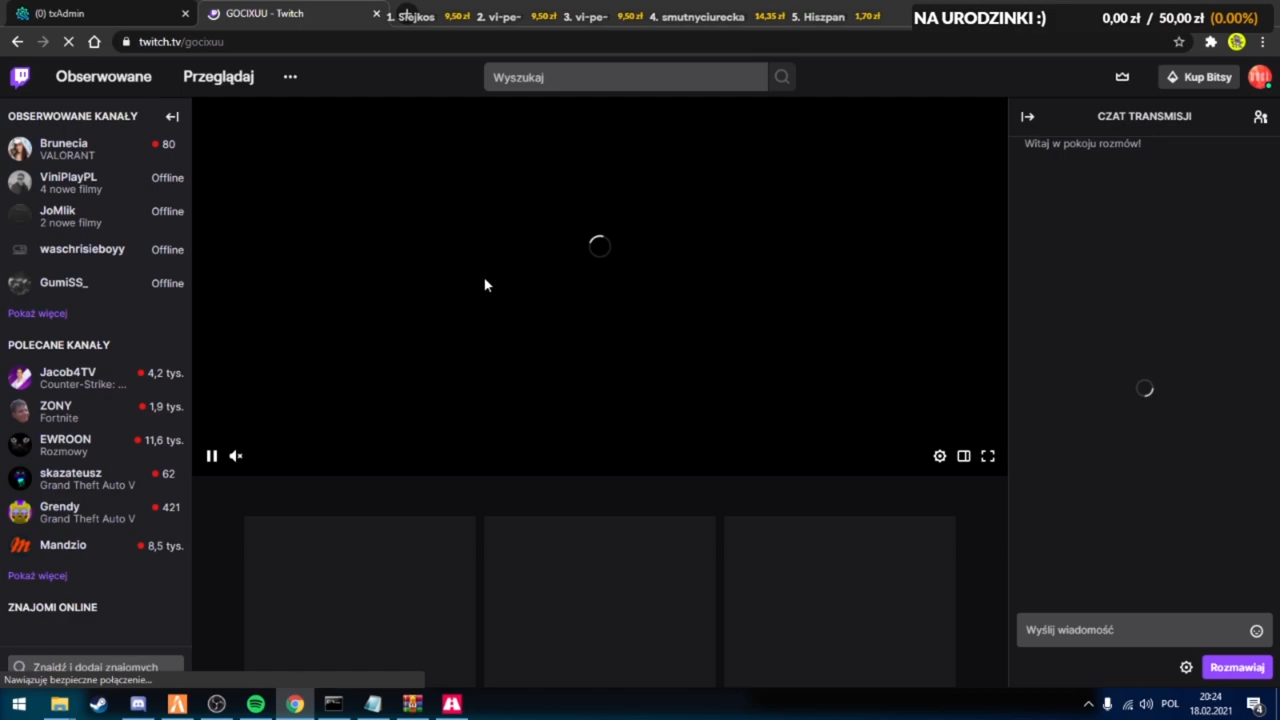 (0) txAdmin
GOCIXUU - Twitch
1. Stejkos 9,50 zł 2. vi-pe- 9,50 zł 3. vi-pe- 9,50 zł 4. smutnyciurecka 14,35 zł 5. Hiszpan 1,70 zł
NA URODZINKI :)
0,00 zł / 50,00 zł (0.00%)
twitch.tv/gocixuu
Obserwowane
Przeglądaj
Wyszukaj
Kup Bitsy
OBSERWOWANE KANAŁY
Brunecia 80
VALORANT
ViniPlayPL Offline
4 nowe filmy
JoMlik Offline
2 nowe filmy
waschrisieboyy Offline
GumiSS_ Offline
Pokaż więcej
POLECANE KANAŁY
Jacob4TV 4,2 tys.
Counter-Strike: ...
ZONY 1,9 tys.
Fortnite
EWROON 11,6 tys.
Rozmowy
skazateusz 62
Grand Theft Auto V
Grendy 421
Grand Theft Auto V
Mandzio 8,5 tys.
Pokaż więcej
ZNAJOMI ONLINE
Znajdź i dodaj znajomych
Nawiązuję bezpieczne połączenie...
CZAT TRANSMISJI
Witaj w pokoju rozmów!
Wyślij wiadomość
Rozmawiaj
POL
20:24
18.02.2021
4